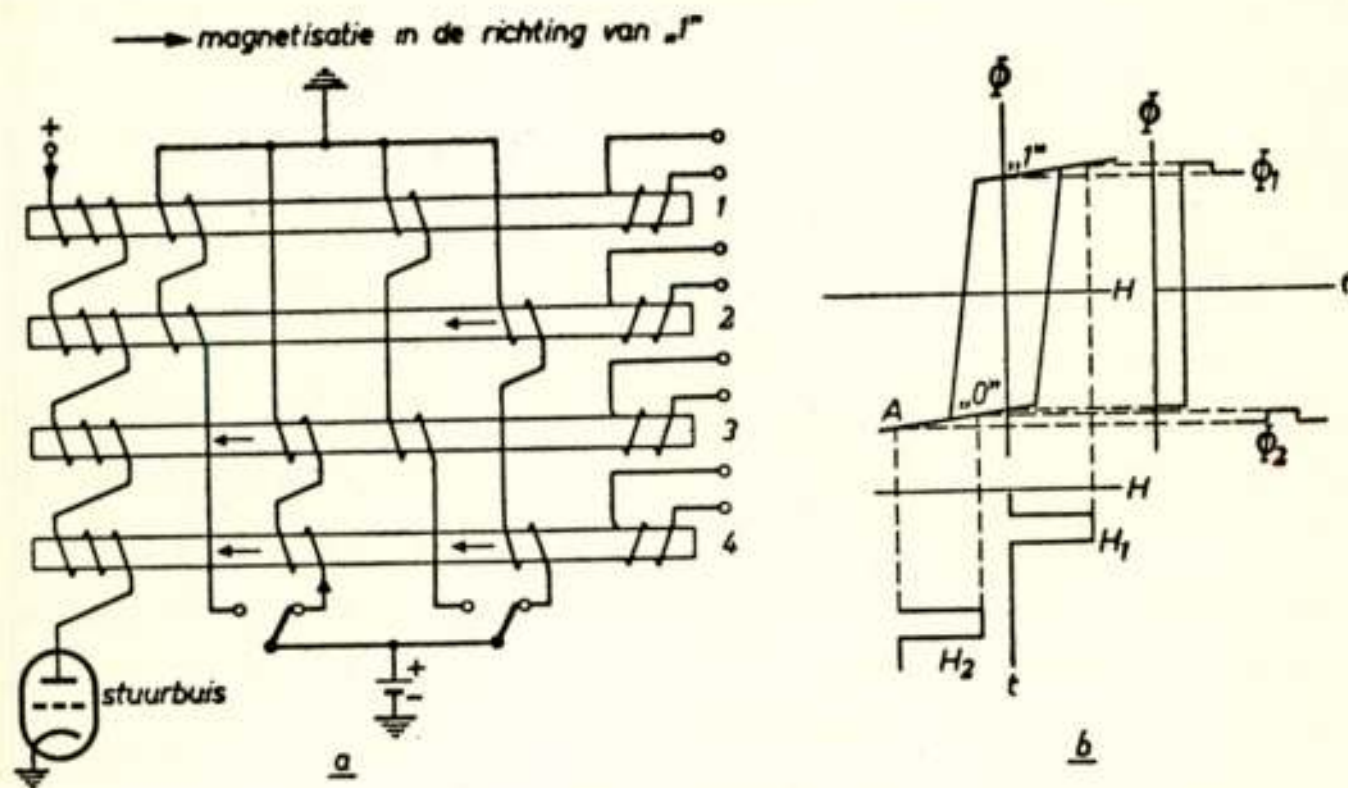 magnetisatie in de richting van „1”
+
1
2
3
4
+
-
stuurbuis
a
Φ
Φ
„1”
Φ1
H
t
A
„0”
Φ2
H
H1
H2
t
b